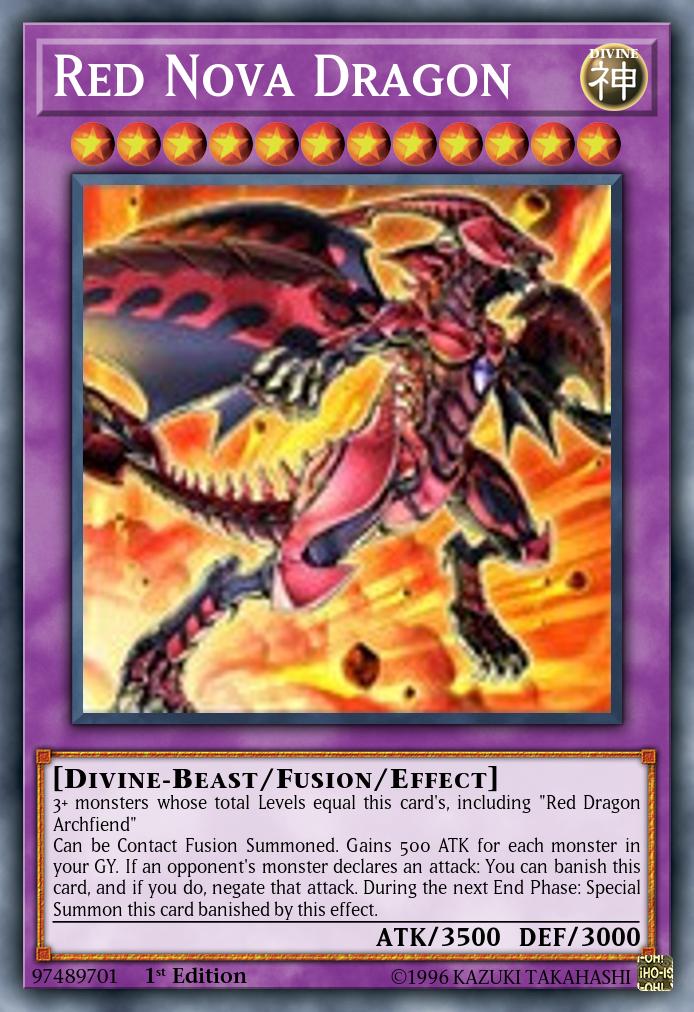 RED NOVA DRAGON
DIVINE
神
[DIVINE-BEAST/FUSION/EFFECT]
3+ monsters whose total Levels equal this card's, including "Red Dragon
Archfiend"
Can be Contact Fusion Summoned. Gains 500 ATK for each monster in
your GY. If an opponent's monster declares an attack: You can banish this
card, and if you do, negate that attack. During the next End Phase: Special
Summon this card banished by this effect.
ATK/3500 DEF/3000
97489701 1st Edition ©1996 KAZUKI TAKAHASHI